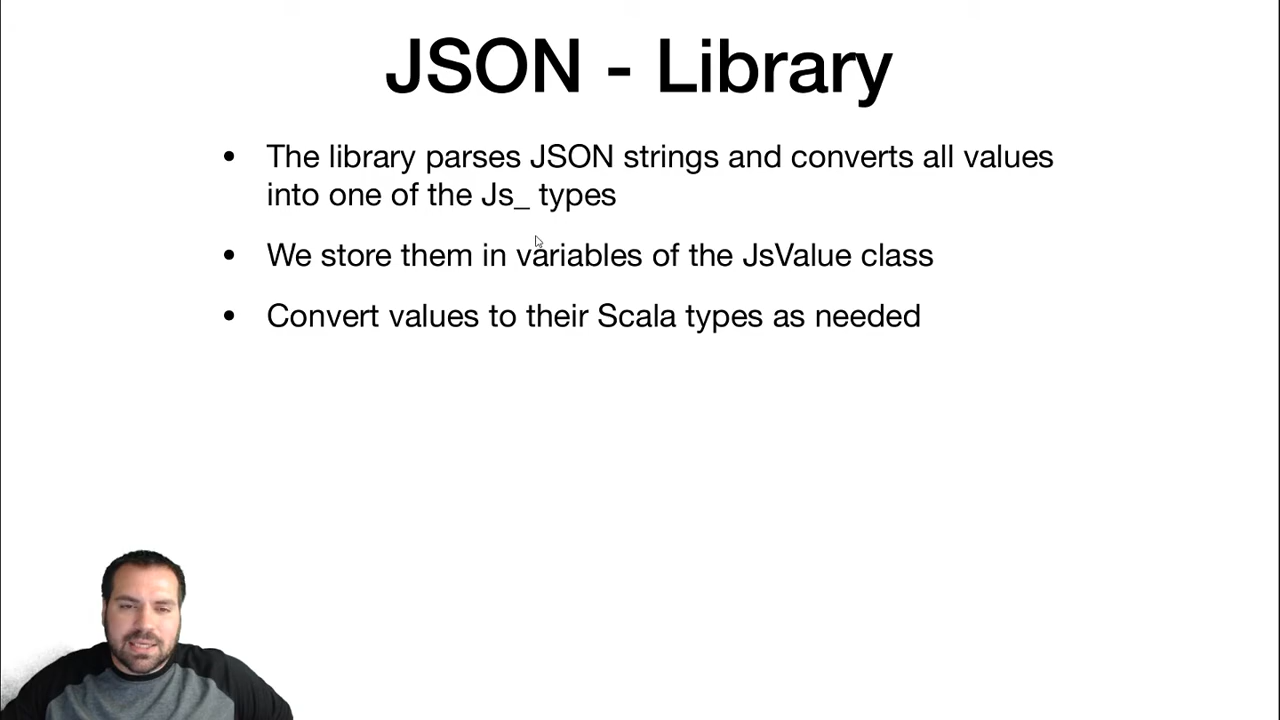 JSON - Library
• The library parses JSON strings and converts all values
into one of the Js_ types
• We store them in variables of the JsValue class
• Convert values to their Scala types as needed